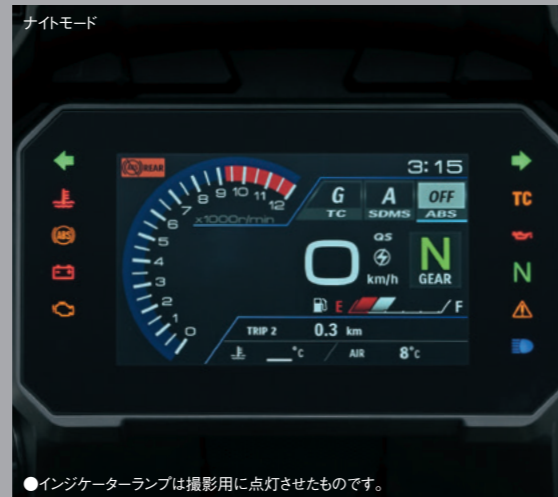 ナイトモード
ABS REAR
3:15
0 1 2 3 4 5 6 7 8 9 10 11 12
x1000r/min
G A OFF
TC SDMS ABS
TC
ABS
0
QS
km/h
N
GEAR
N
E F
TRIP 2 0.3 km
__°C AIR 8°C
●インジケーターランプは撮影用に点灯させたものです。